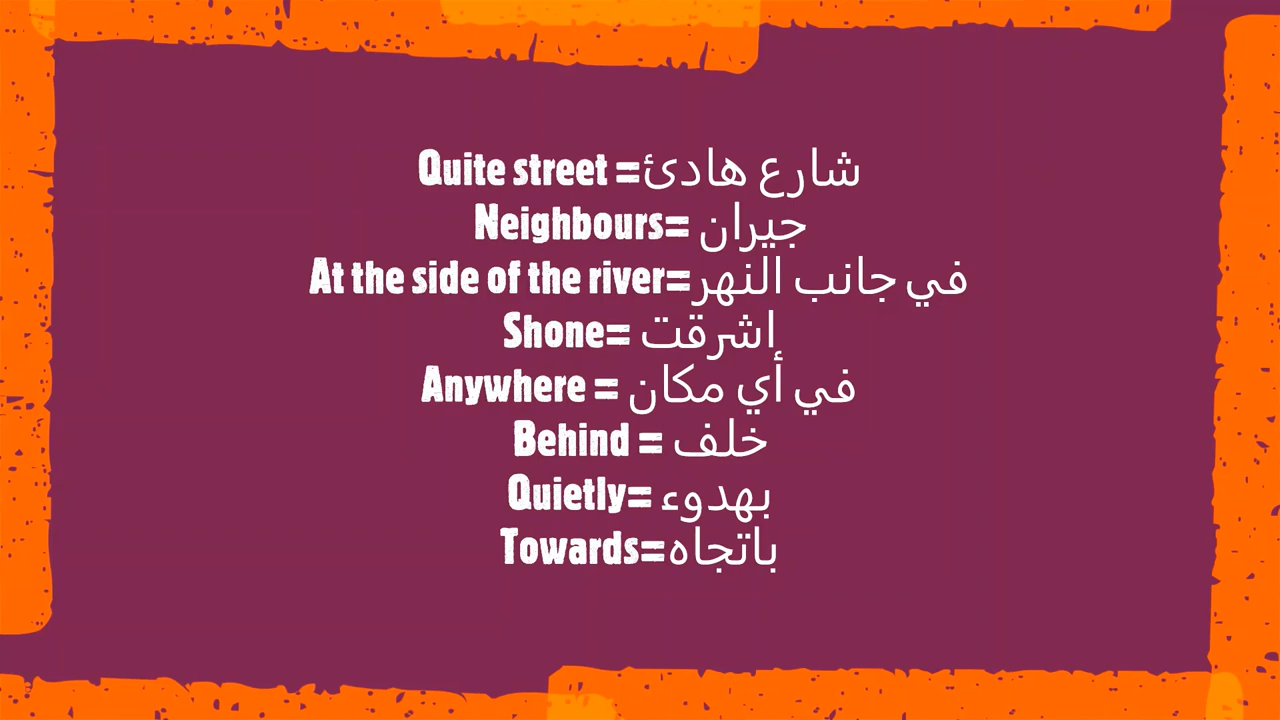 Quite street =شارع هادئ
Neighbours= جيران
At the side of the river=في جانب النهر
Shone= اشرقت
Anywhere = في أي مكان
Behind = خلف
Quietly= بهدوء
Towards=باتجاه